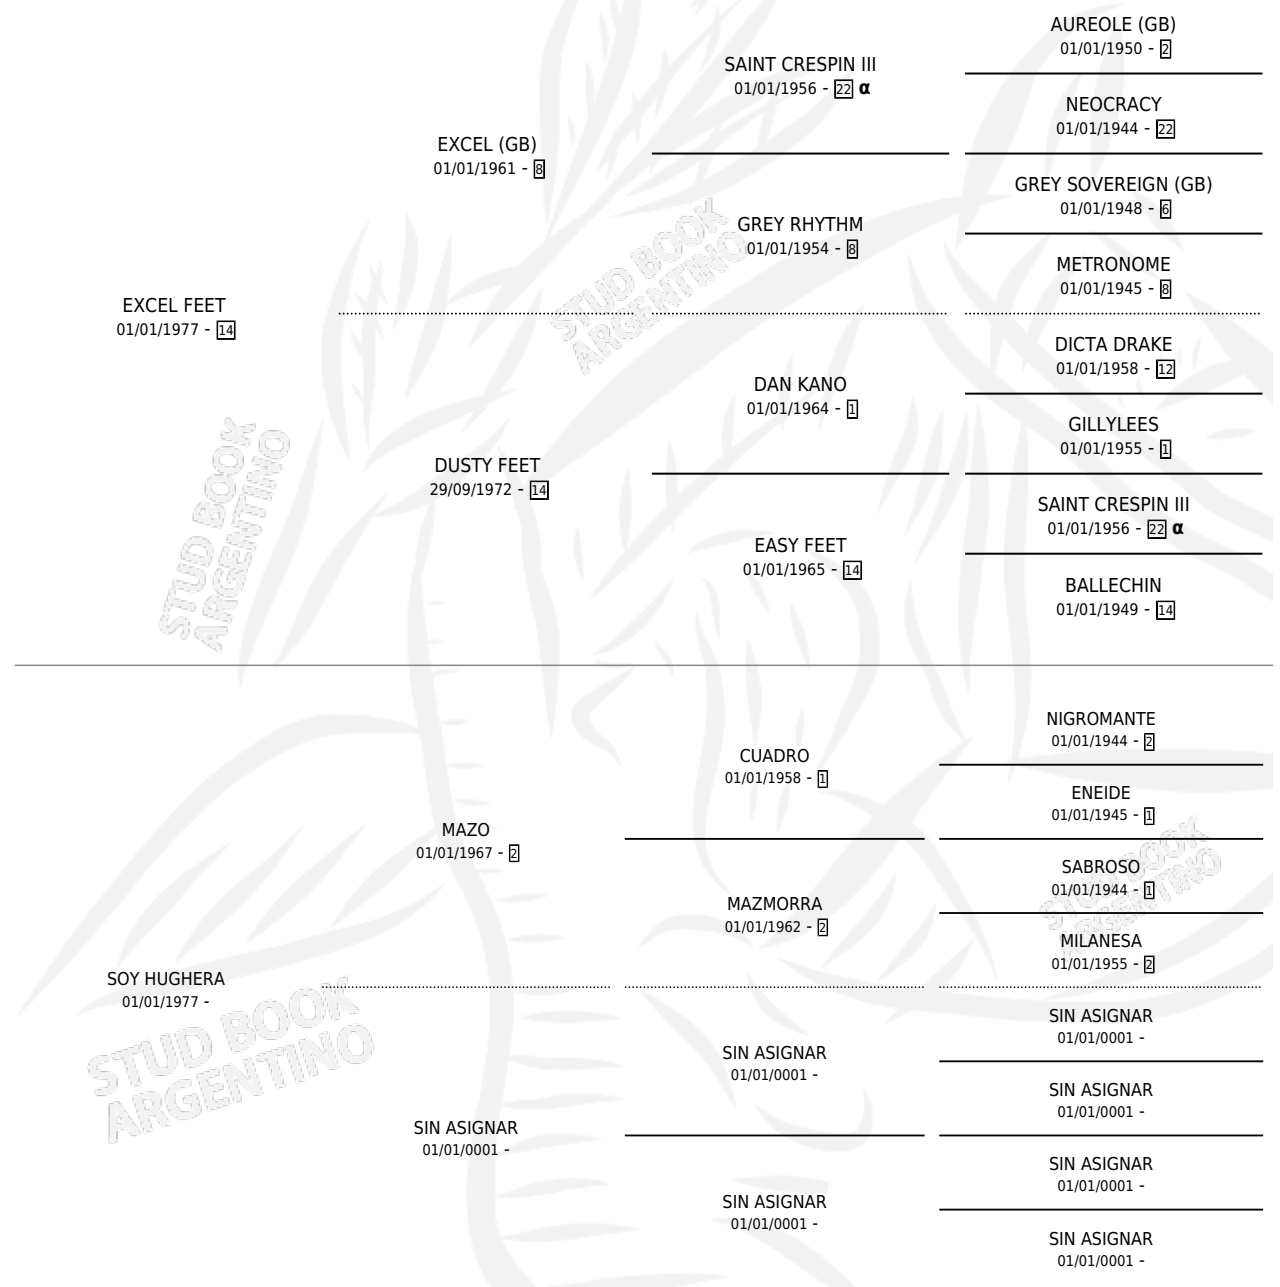 EXCEL FEET
01/01/1977 - 14
EXCEL (GB)
01/01/1961 - 8
DUSTY FEET
29/09/1972 - 14
SAINT CRESPIN III
01/01/1956 - 22 α
GREY RHYTHM
01/01/1954 - 8
DAN KANO
01/01/1964 - 1
EASY FEET
01/01/1965 - 14
AUREOLE (GB)
01/01/1950 - 2
NEOCRACY
01/01/1944 - 22
GREY SOVEREIGN (GB)
01/01/1948 - 6
METRONOME
01/01/1945 - 8
DICTA DRAKE
01/01/1958 - 12
GILLYLEES
01/01/1955 - 1
SAINT CRESPIN III
01/01/1956 - 22 α
BALLECHIN
01/01/1949 - 14
SOY HUGHERA
01/01/1977 -
MAZO
01/01/1967 - 2
SIN ASIGNAR
01/01/0001 -
CUADRO
01/01/1958 - 1
MAZMORRA
01/01/1962 - 2
SIN ASIGNAR
01/01/0001 -
SIN ASIGNAR
01/01/0001 -
NIGROMANTE
01/01/1944 - 2
ENEIDE
01/01/1945 - 1
SABROSO
01/01/1944 - 1
MILANESA
01/01/1955 - 2
SIN ASIGNAR
01/01/0001 -
SIN ASIGNAR
01/01/0001 -
SIN ASIGNAR
01/01/0001 -
SIN ASIGNAR
01/01/0001 -
STUD BOOK
ARGENTINO
STUD BOOK
ARGENTINO
STUD BOOK
ARGENTINO
STUD BOOK
ARGENTINO